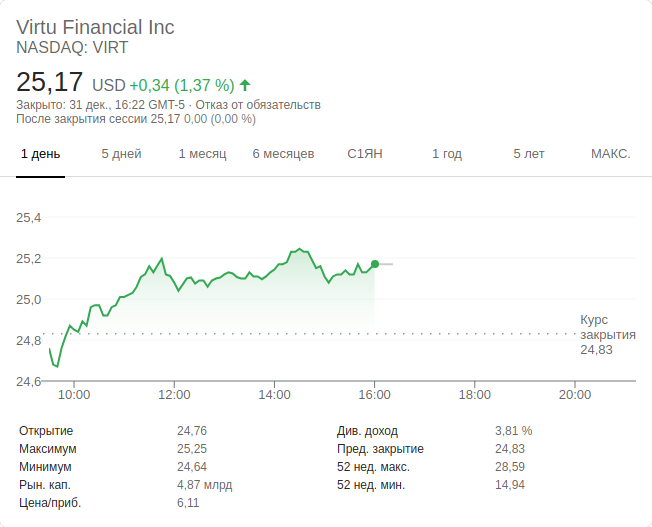 Virtu Financial Inc
NASDAQ: VIRT
25,17 USD +0,34 (1,37 %)
Закрыто: 31 дек., 16:22 GMT-5 · Отказ от обязательств
После закрытия сессии 25,17 0,00 (0,00 %)
1 день 5 дней 1 месяц 6 месяцев С1ЯН 1 год 5 лет МАКС.
25,4
25,2
25,0
24,8
24,6
Курс
закрытия
24,83
10:00 12:00 14:00 16:00 18:00 20:00
Открытие 24,76
Максимум 25,25
Минимум 24,64
Рын. кап. 4,87 млрд
Цена/приб. 6,11
Див. доход 3,81 %
Пред. закрытие 24,83
52 нед. макс. 28,59
52 нед. мин. 14,94